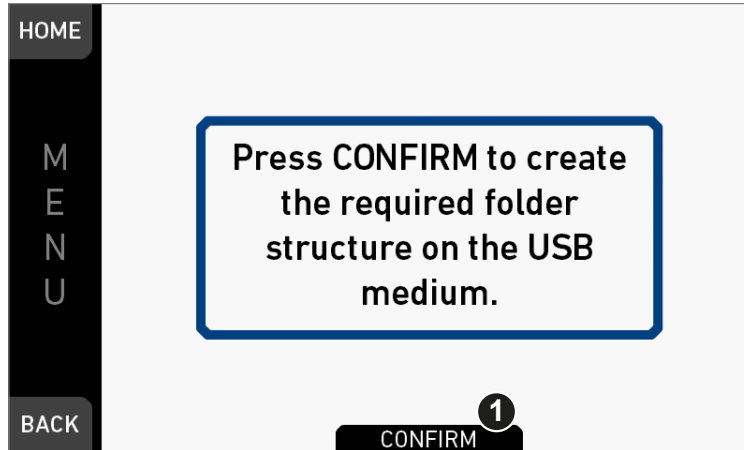 HOME
M
E
N
U
Press CONFIRM to create
the required folder
structure on the USB
medium.
BACK
1
CONFIRM